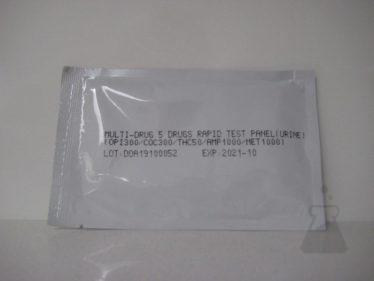 MULTI-DRUG 5 DRUGS RAPID TEST PANEL(URINE)
(OPI300/COC300/THC50/AMP1000/MET1000)
LOT:DOA19100052 EXP:2021-10